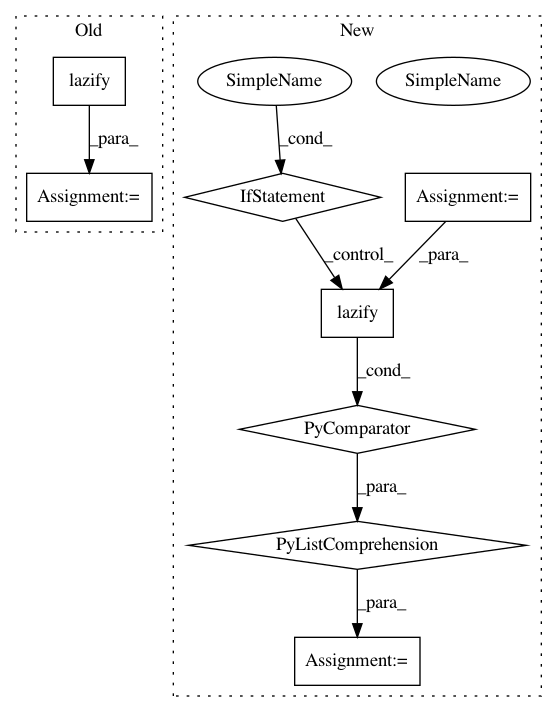 Old
New
lazify
SimpleName
SimpleName
_para_
_cond_
Assignment:=
IfStatement
Assignment:=
_control_
_para_
lazify
_cond_
PyComparator
_para_
PyListComprehension
_para_
Assignment:=